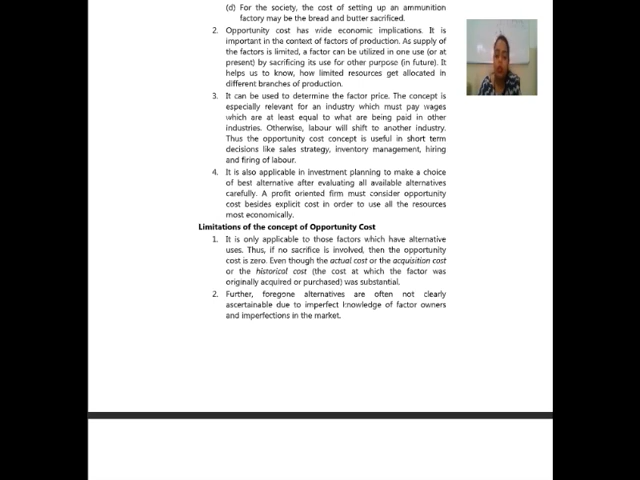 (d) For the society, the cost of setting up an ammunition
factory may be the bread and butter sacrificed.
2. Opportunity cost has wide economic implications. It is
important in the context of factors of production. As supply of
the factors is limited, a factor can be utilized in one use (or at
present) by sacrificing its use for other purpose (in future). It
helps us to know, how limited resources get allocated in
different branches of production.
3. It can be used to determine the factor price. The concept is
especially relevant for an industry which must pay wages
which are at least equal to what are being paid in other
industries. Otherwise, labour will shift to another industry.
Thus the opportunity cost concept is useful in short term
decisions like sales strategy, inventory management, hiring
and firing of labour.
4. It is also applicable in investment planning to make a choice
of best alternative after evaluating all available alternatives
carefully. A profit oriented firm must consider opportunity
cost besides explicit cost in order to use all the resources
most economically.
Limitations of the concept of Opportunity Cost
1. It is only applicable to those factors which have alternative
uses. Thus, if no sacrifice is involved, then the opportunity
cost is zero. Even though the actual cost or the acquisition cost
or the historical cost (the cost at which the factor was
originally acquired or purchased) was substantial.
2. Further, foregone alternatives are often not clearly
ascertainable due to imperfect knowledge of factor owners
and imperfections in the market.